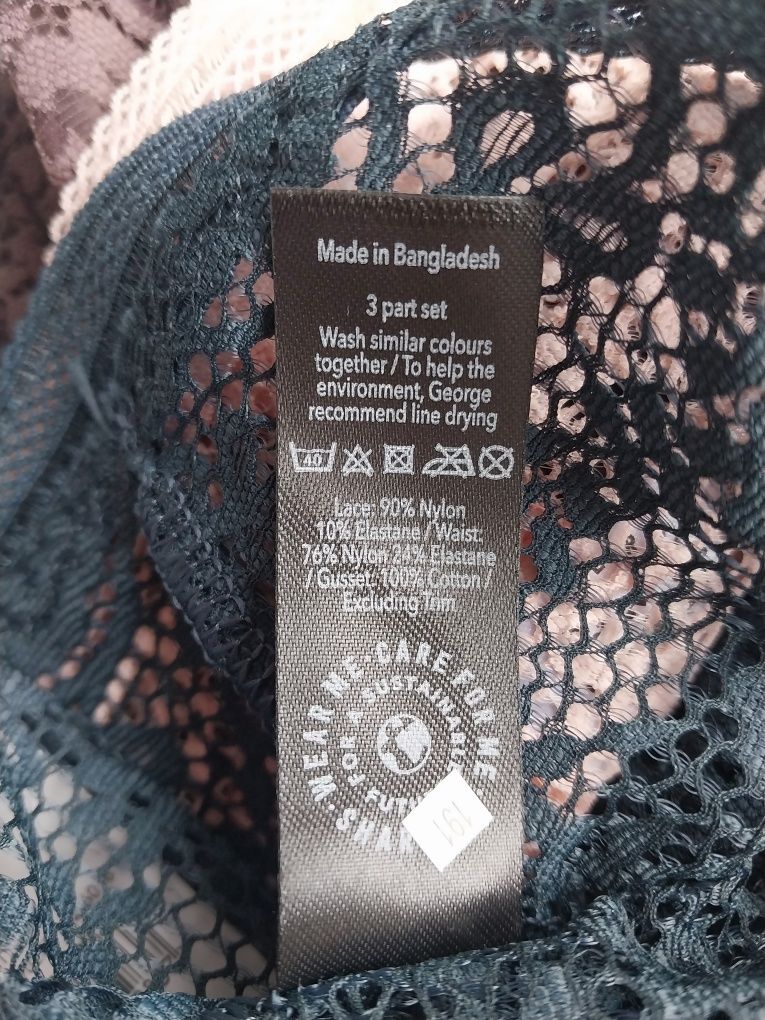 Made in Bangladesh
3 part set
Wash similar colours
together / To help the
environment, George
recommend line drying
40
Lace: 90% Nylon
10% Elastane / Waist:
76% Nylon 24% Elastane
/ Gusset: 100% Cotton /
Excluding Trim
WEAR ME · CARE FOR ME ·
FOR A SUSTAINABLE
191